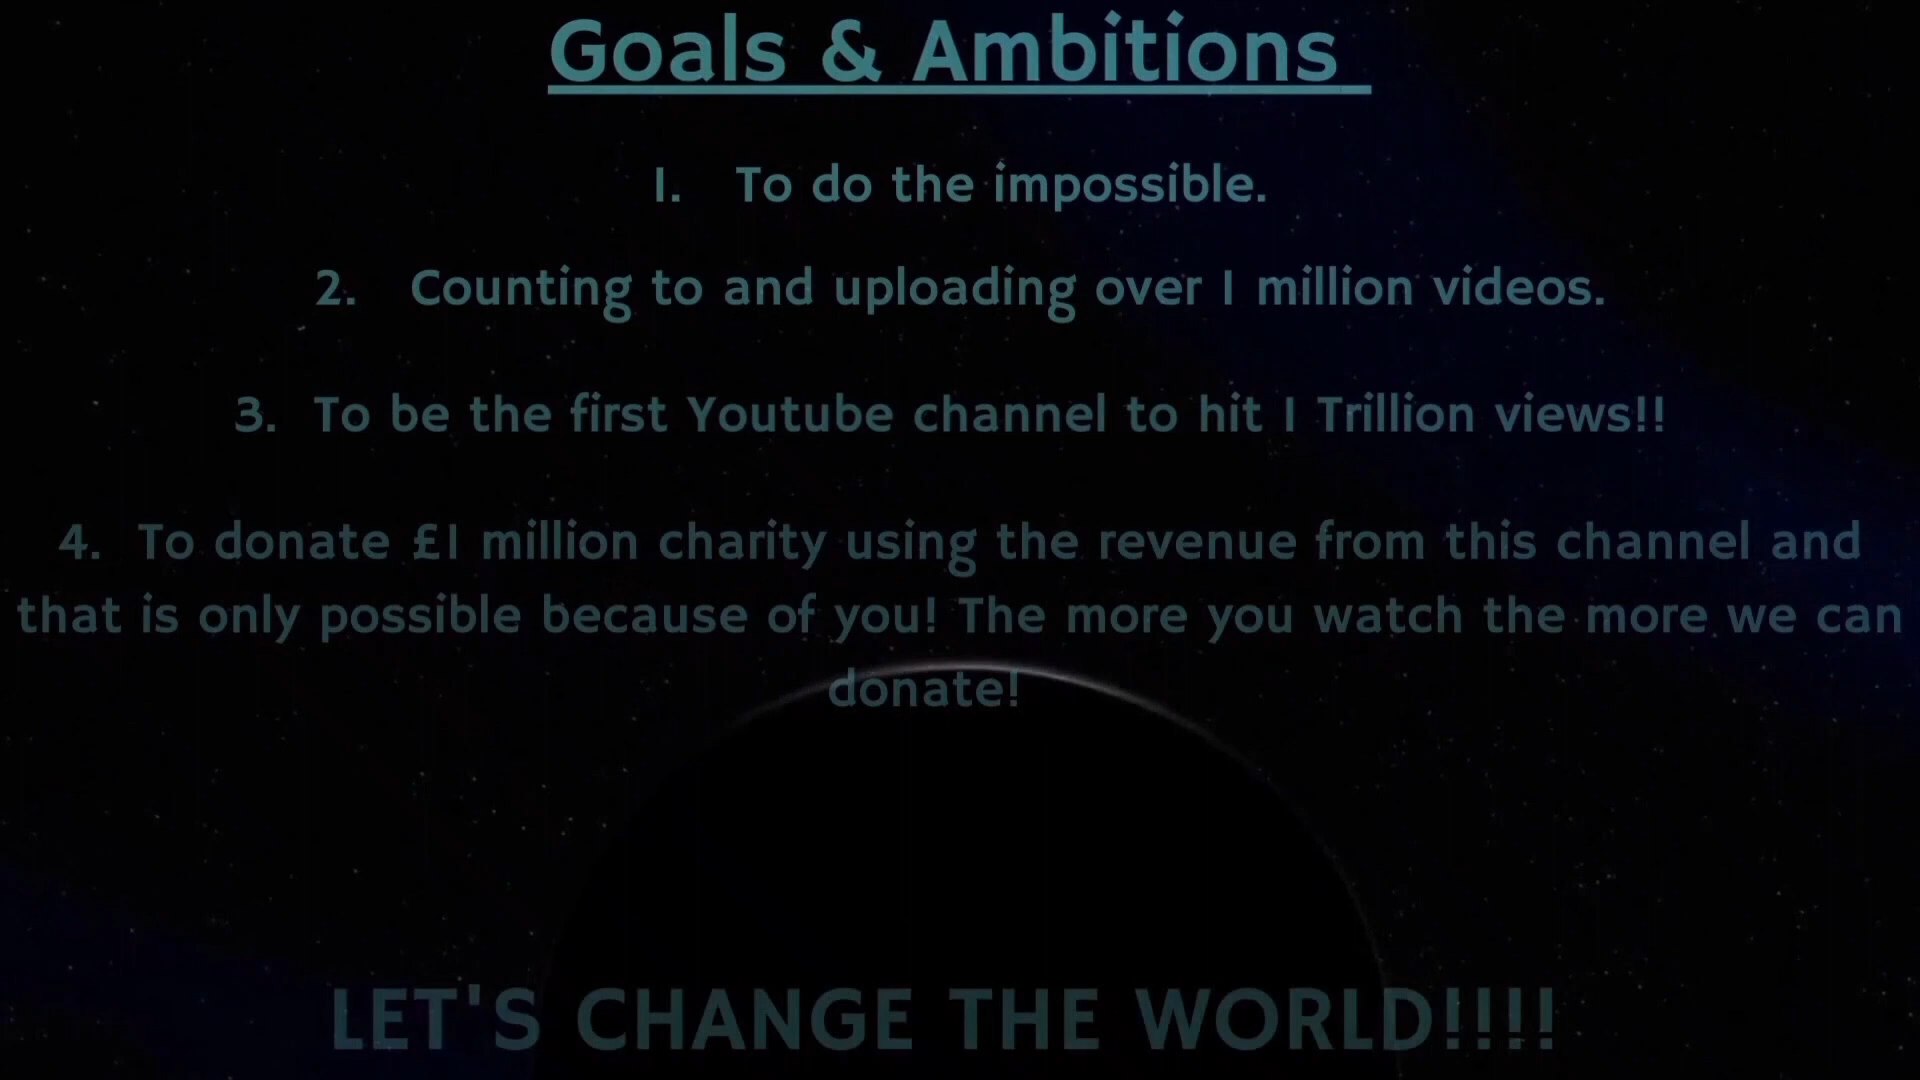 Goals & Ambitions
1. To do the impossible.
2. Counting to and uploading over 1 million videos.
3. To be the first Youtube channel to hit 1 Trillion views!!
4. To donate £1 million charity using the revenue from this channel and
that is only possible because of you! The more you watch the more we can
donate!
LET'S CHANGE THE WORLD!!!!